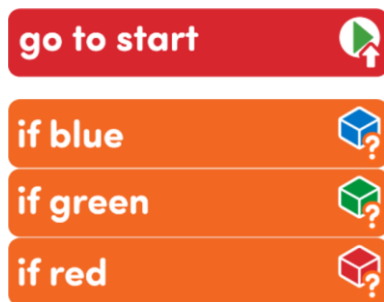 go to start
if blue
if green
if red